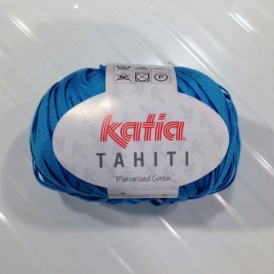 katia
TAHITI
"Mercerized Cotton"